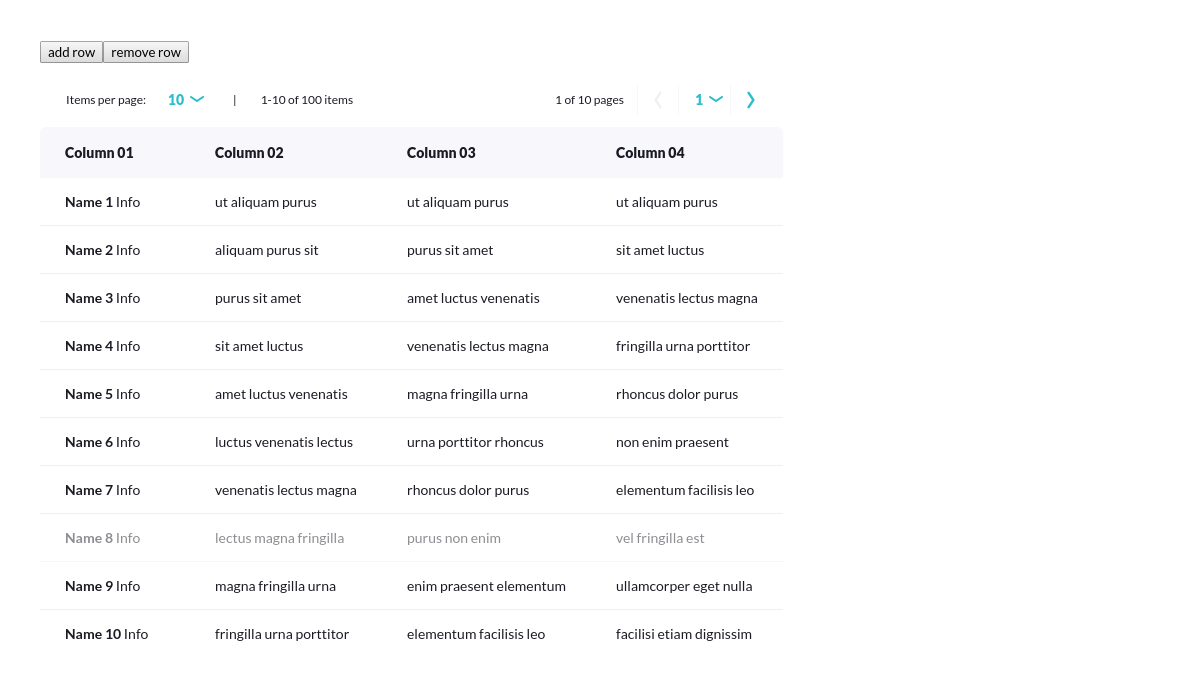 add row remove row
Items per page: 10 | 1-10 of 100 items 1 of 10 pages 1
Column 01 Column 02 Column 03 Column 04
Name 1 Info ut aliquam purus ut aliquam purus ut aliquam purus
Name 2 Info aliquam purus sit purus sit amet sit amet luctus
Name 3 Info purus sit amet amet luctus venenatis venenatis lectus magna
Name 4 Info sit amet luctus venenatis lectus magna fringilla urna porttitor
Name 5 Info amet luctus venenatis magna fringilla urna rhoncus dolor purus
Name 6 Info luctus venenatis lectus urna porttitor rhoncus non enim praesent
Name 7 Info venenatis lectus magna rhoncus dolor purus elementum facilisis leo
Name 8 Info lectus magna fringilla purus non enim vel fringilla est
Name 9 Info magna fringilla urna enim praesent elementum ullamcorper eget nulla
Name 10 Info fringilla urna porttitor elementum facilisis leo facilisi etiam dignissim